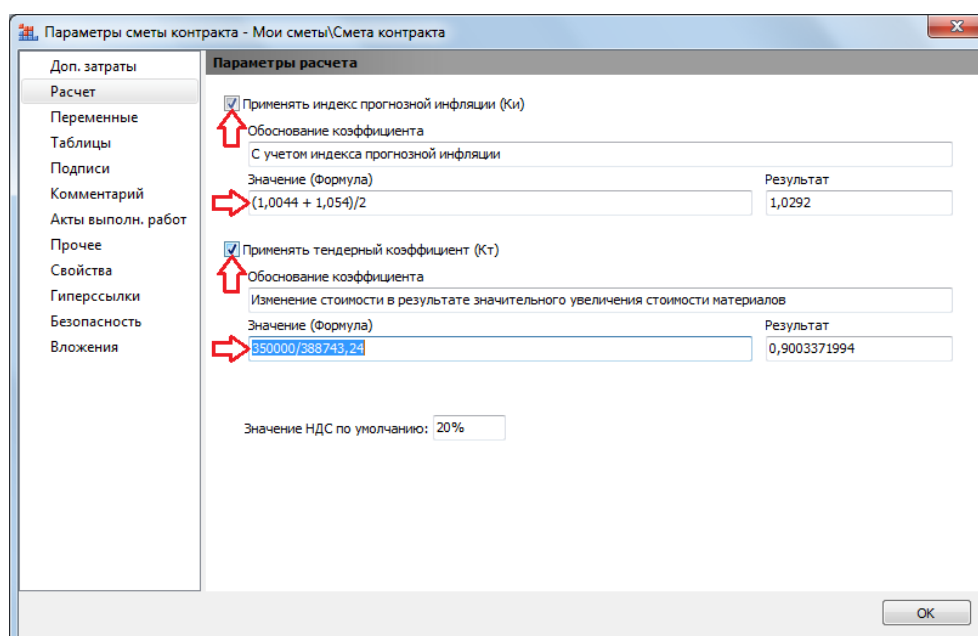 Параметры сметы контракта - Мои сметы\Смета контракта
Доп. затраты
Расчет
Переменные
Таблицы
Подписи
Комментарий
Акты выполн. работ
Прочее
Свойства
Гиперссылки
Безопасность
Вложения
Параметры расчета
Применять индекс прогнозной инфляции (Ки)
Обоснование коэффициента
С учетом индекса прогнозной инфляции
Значение (Формула) Результат
(1,0044 + 1,054)/2 1,0292
Применять тендерный коэффициент (Кт)
Обоснование коэффициента
Изменение стоимости в результате значительного увеличения стоимости материалов
Значение (Формула) Результат
350000/388743,24 0,9003371994
Значение НДС по умолчанию: 20%
ОК